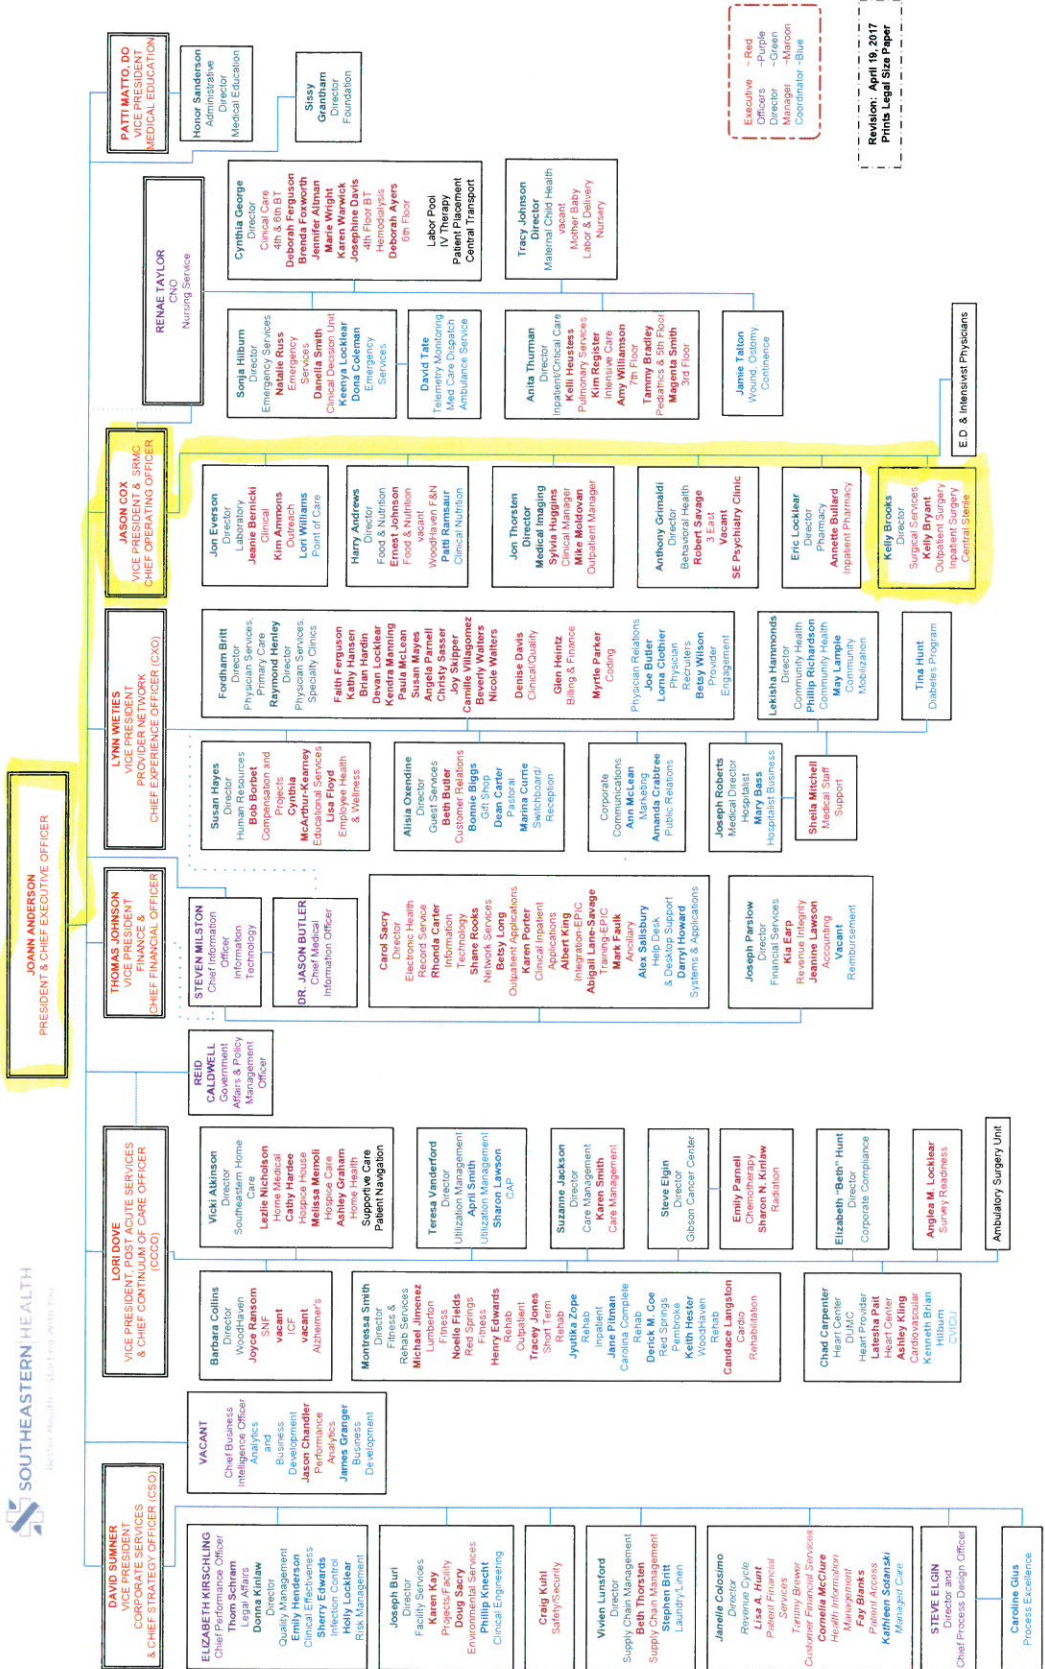 SOUTHEASTERN HEALTH
JOANN ANDERSON
PRESIDENT & CHIEF EXECUTIVE OFFICER
DAVID SUMNER
VICE PRESIDENT
CORPORATE SERVICES
& CHIEF STRATEGY OFFICER (CSO)
ELIZABETH KIRSCHLING
Chief Performance Officer
Thom Schram
Legal Affairs
Donna Kinlaw
Director
Quality Management
Emily Henderson
Clinical Effectiveness
Sherry Edwards
Infection Control
Holly Locklear
Risk Management
Joseph Buri
Director
Facility Services
Karen Kay
Projects/Facility
Doug Sacry
Environmental Services
Phillip Knecht
Clinical Engineering
Craig Kuhl
Safety/Security
Vivien Lunsford
Director
Supply Chain Management
Beth Thorsten
Supply Chain Management
Stephen Britt
Laundry/Linen
Janelle Colosimo
Director
Revenue Cycle
Lisa A. Hunt
Patient Financial
Services
Tammy Brewer
Customer Financial Services
Cornelia McClure
Health Information
Management
Fay Banks
Patient Access
Kathleen Sofanski
Managed Care
STEVE ELGIN
Director and
Chief Process Design Officer
Caroline Gius
Process Excellence
VACANT
Chief Business
Intelligence Officer
Analytics
and
Business
Development
Jason Chandler
Performance
Analytics
James Granger
Business
Development
LORI DOVE
VICE PRESIDENT, POST ACUTE SERVICES
& CHIEF CONTINUUM OF CARE OFFICER
(CCCO)
Barbara Collins
Director
WoodHaven
Joyce Ransom
NF
vacant
ICF
vacant
Alzheimer's
Montressa Smith
Director
Fitness &
Rehab Services
Michael Jimenez
Lumberton
Fitness
Noelle Fields
Red Springs
Fitness
Henry Edwards
Rehab
Outpatient
Tracey Jones
Short Term
Rehab
Jyutika Zope
Rehab
Inpatient
Jane Pitman
Carolina Complete
Rehab
Derick M. Coe
Red Springs
Pembroke
Keith Hester
WoodHaven
Rehab
Candace Langston
Cardio
Rehabilitation
Chad Carpenter
Heart Center
DUMC
Heart Provider
Latesha Pait
Heart Center
Ashley Kling
Cardiovascular
Kenneth Brian
Hilburn
CV/ICU
Vicki Atkinson
Director
Southeastern Home
Care
Lezlie Nicholson
Home Medical
Cathy Hardee
Hospice House
Melissa Memoli
Hospice Care
Ashley Graham
Home Health
Supportive Care
Patient Navigation
Teresa Vanderford
Director
Utilization Management
April Smith
Utilization Management
Sharon Lawson
CAP
Suzanne Jackson
Director
Care Management
Karen Smith
Care Management
Steve Elgin
Director
Gibson Cancer Center
Emily Parnell
Chemotherapy
Sharon N. Kinlaw
Radiation
Elizabeth "Beth" Hunt
Director
Corporate Compliance
Anglea M. Locklear
Survey Readiness
Ambulatory Surgery Unit
REID
CALDWELL
Government
Affairs & Policy
Management
Officer
THOMAS JOHNSON
VICE PRESIDENT
FINANCE &
CHIEF FINANCIAL OFFICER
STEVEN MILSTON
Chief Information
Officer
Information
Technology
DR. JASON BUTLER
Chief Medical
Information Officer
Carol Sacry
Director
Electronic Health
Record Service
Rhonda Carter
Information
Technology
Shane Rooks
Network Services
Betsy Long
Outpatient Applications
Karen Porter
Clinical Inpatient
Applications
Albert King
Integration-EPIC
Abigail Lane-Savage
Training-EPIC
Mark Faulk
Ancillary
Alex Salisbury
Help Desk
& Desktop Support
Darryl Howard
Systems & Applications
Joseph Parslow
Director
Financial Services
Kia Earp
Revenue Integrity
Jeanine Lawson
Accounting
Vacant
Reimbursement
LYNN WIETIES
VICE PRESIDENT
PROVIDER NETWORK
CHIEF EXPERIENCE OFFICER (CXO)
Susan Hayes
Director
Human Resources
Bob Borbet
Compensation and
Projects
Cynthia
McArthur-Kearney
Educational Services
Lisa Floyd
Employee Health
& Wellness
Alisia Oxendine
Director
Guest Services
Beth Butler
Customer Relations
Bonnie Biggs
Gift Shop
Dean Carter
Pastoral
Marina Currie
Switchboard/
Reception
Corporate
Communications
Ann McLean
Marketing
Amanda Crabtree
Public Relations
Joseph Roberts
Medical Director
Hospitalist
Mary Bass
Hospitalist Business
Sheila Mitchell
Medical Staff
Support
Fordham Britt
Director
Physician Services,
Primary Care
Raymond Henley
Director
Physician Services,
Specialty Clinics
Faith Ferguson
Kathy Hansen
Brian Hardin
Devan Locklear
Kendra Manning
Paula McLean
Susan Mayes
Angela Parnell
Christy Sasser
Joy Skipper
Camille Villagomez
Beverly Walters
Nicole Walters
Denise Davis
Clinical/Quality
Glen Heintz
Billing & Finance
Myrtle Parker
Coding
Physician Relations
Joe Butler
Lorna Clothier
Physician
Recruiters
Betsy Wilson
Provider
Engagement
Lekisha Hammonds
Director
Community Health
Phillip Richardson
Community Health
May Lample
Community
Mobilization
Tina Hunt
Diabetes Program
JASON COX
VICE PRESIDENT & SRMC
CHIEF OPERATING OFFICER
Jon Everson
Director
Laboratory
Jeanie Bernicki
Clinical
Kim Ammons
Outreach
Lori Williams
Point of Care
Harry Andrews
Director
Food & Nutrition
Ernest Johnson
Food & Nutrition
vacant
WoodHaven F&N
Patti Ramsaur
Clinical Nutrition
Jon Thorsten
Director
Medical Imaging
Sylvia Huggins
Clinical Manager
Mike Moldovan
Outpatient Manager
Anthony Grimaldi
Director
Behavioral Health
Robert Savage
3 East
Vacant
SE Psychiatry Clinic
Eric Locklear
Director
Pharmacy
Annette Bullard
Inpatient Pharmacy
Kelly Brooks
Director
Surgical Services
Kelly Bryant
Outpatient Surgery
Inpatient Surgery
Central Sterile
E.D. & Intensivist Physicians
RENAE TAYLOR
CNO
Nursing Service
Sonja Hilburn
Director
Emergency Services
Natalie Russ
Emergency
Services
Danella Smith
Clinical Decision Unit
Keenya Locklear
Dona Coleman
Emergency
Services
David Tate
Telemetry Monitoring
Med Care Dispatch
Ambulance Service
Anita Thurman
Director
Inpatient/Critical Care
Kelli Heustess
Pulmonary Services
Kim Register
Intensive Care
Amy Williamson
7th Floor
Tammy Bradley
Pediatrics & 5th Floor
Magenta Smith
3rd Floor
Jamie Talton
Wound, Ostomy,
Continence
Cynthia George
Director
Clinical Care
4th & 6th BT
Deborah Ferguson
Brenda Foxworth
Jennifer Altman
Marie Wright
Karen Warwick
Josephine Davis
4th Floor BT
Hemodialysis
Deborah Ayers
6th Floor
Labor Pool
IV Therapy
Patient Placement
Central Transport
Tracy Johnson
Director
Maternal Child Health
vacant
Mother Baby
Labor & Delivery
Nursery
PATTI MATTO, DO
VICE PRESIDENT
MEDICAL EDUCATION
Honor Sanderson
Administrative
Director
Medical Education
Sissy
Grantham
Director
Foundation
Executive ~Red
Officers ~Purple
Director ~Green
Manager ~Maroon
Coordinator ~Blue
Revision: April 19, 2017
Prints Legal Size Paper